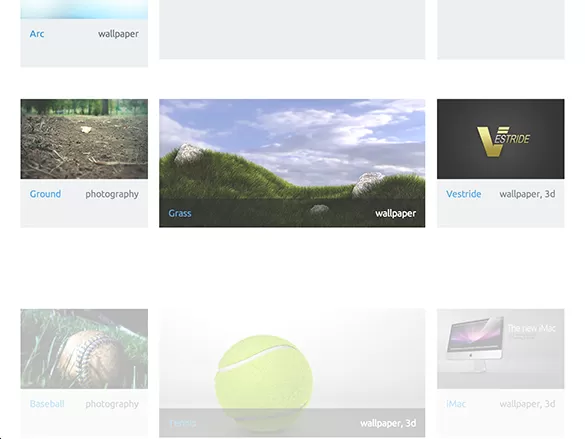 Arc wallpaper
Ground photography
Grass wallpaper
VESTRIDE
Vestride wallpaper, 3d
Baseball photography
Tennis wallpaper, 3d
The new iMac
iMac wallpaper, 3d